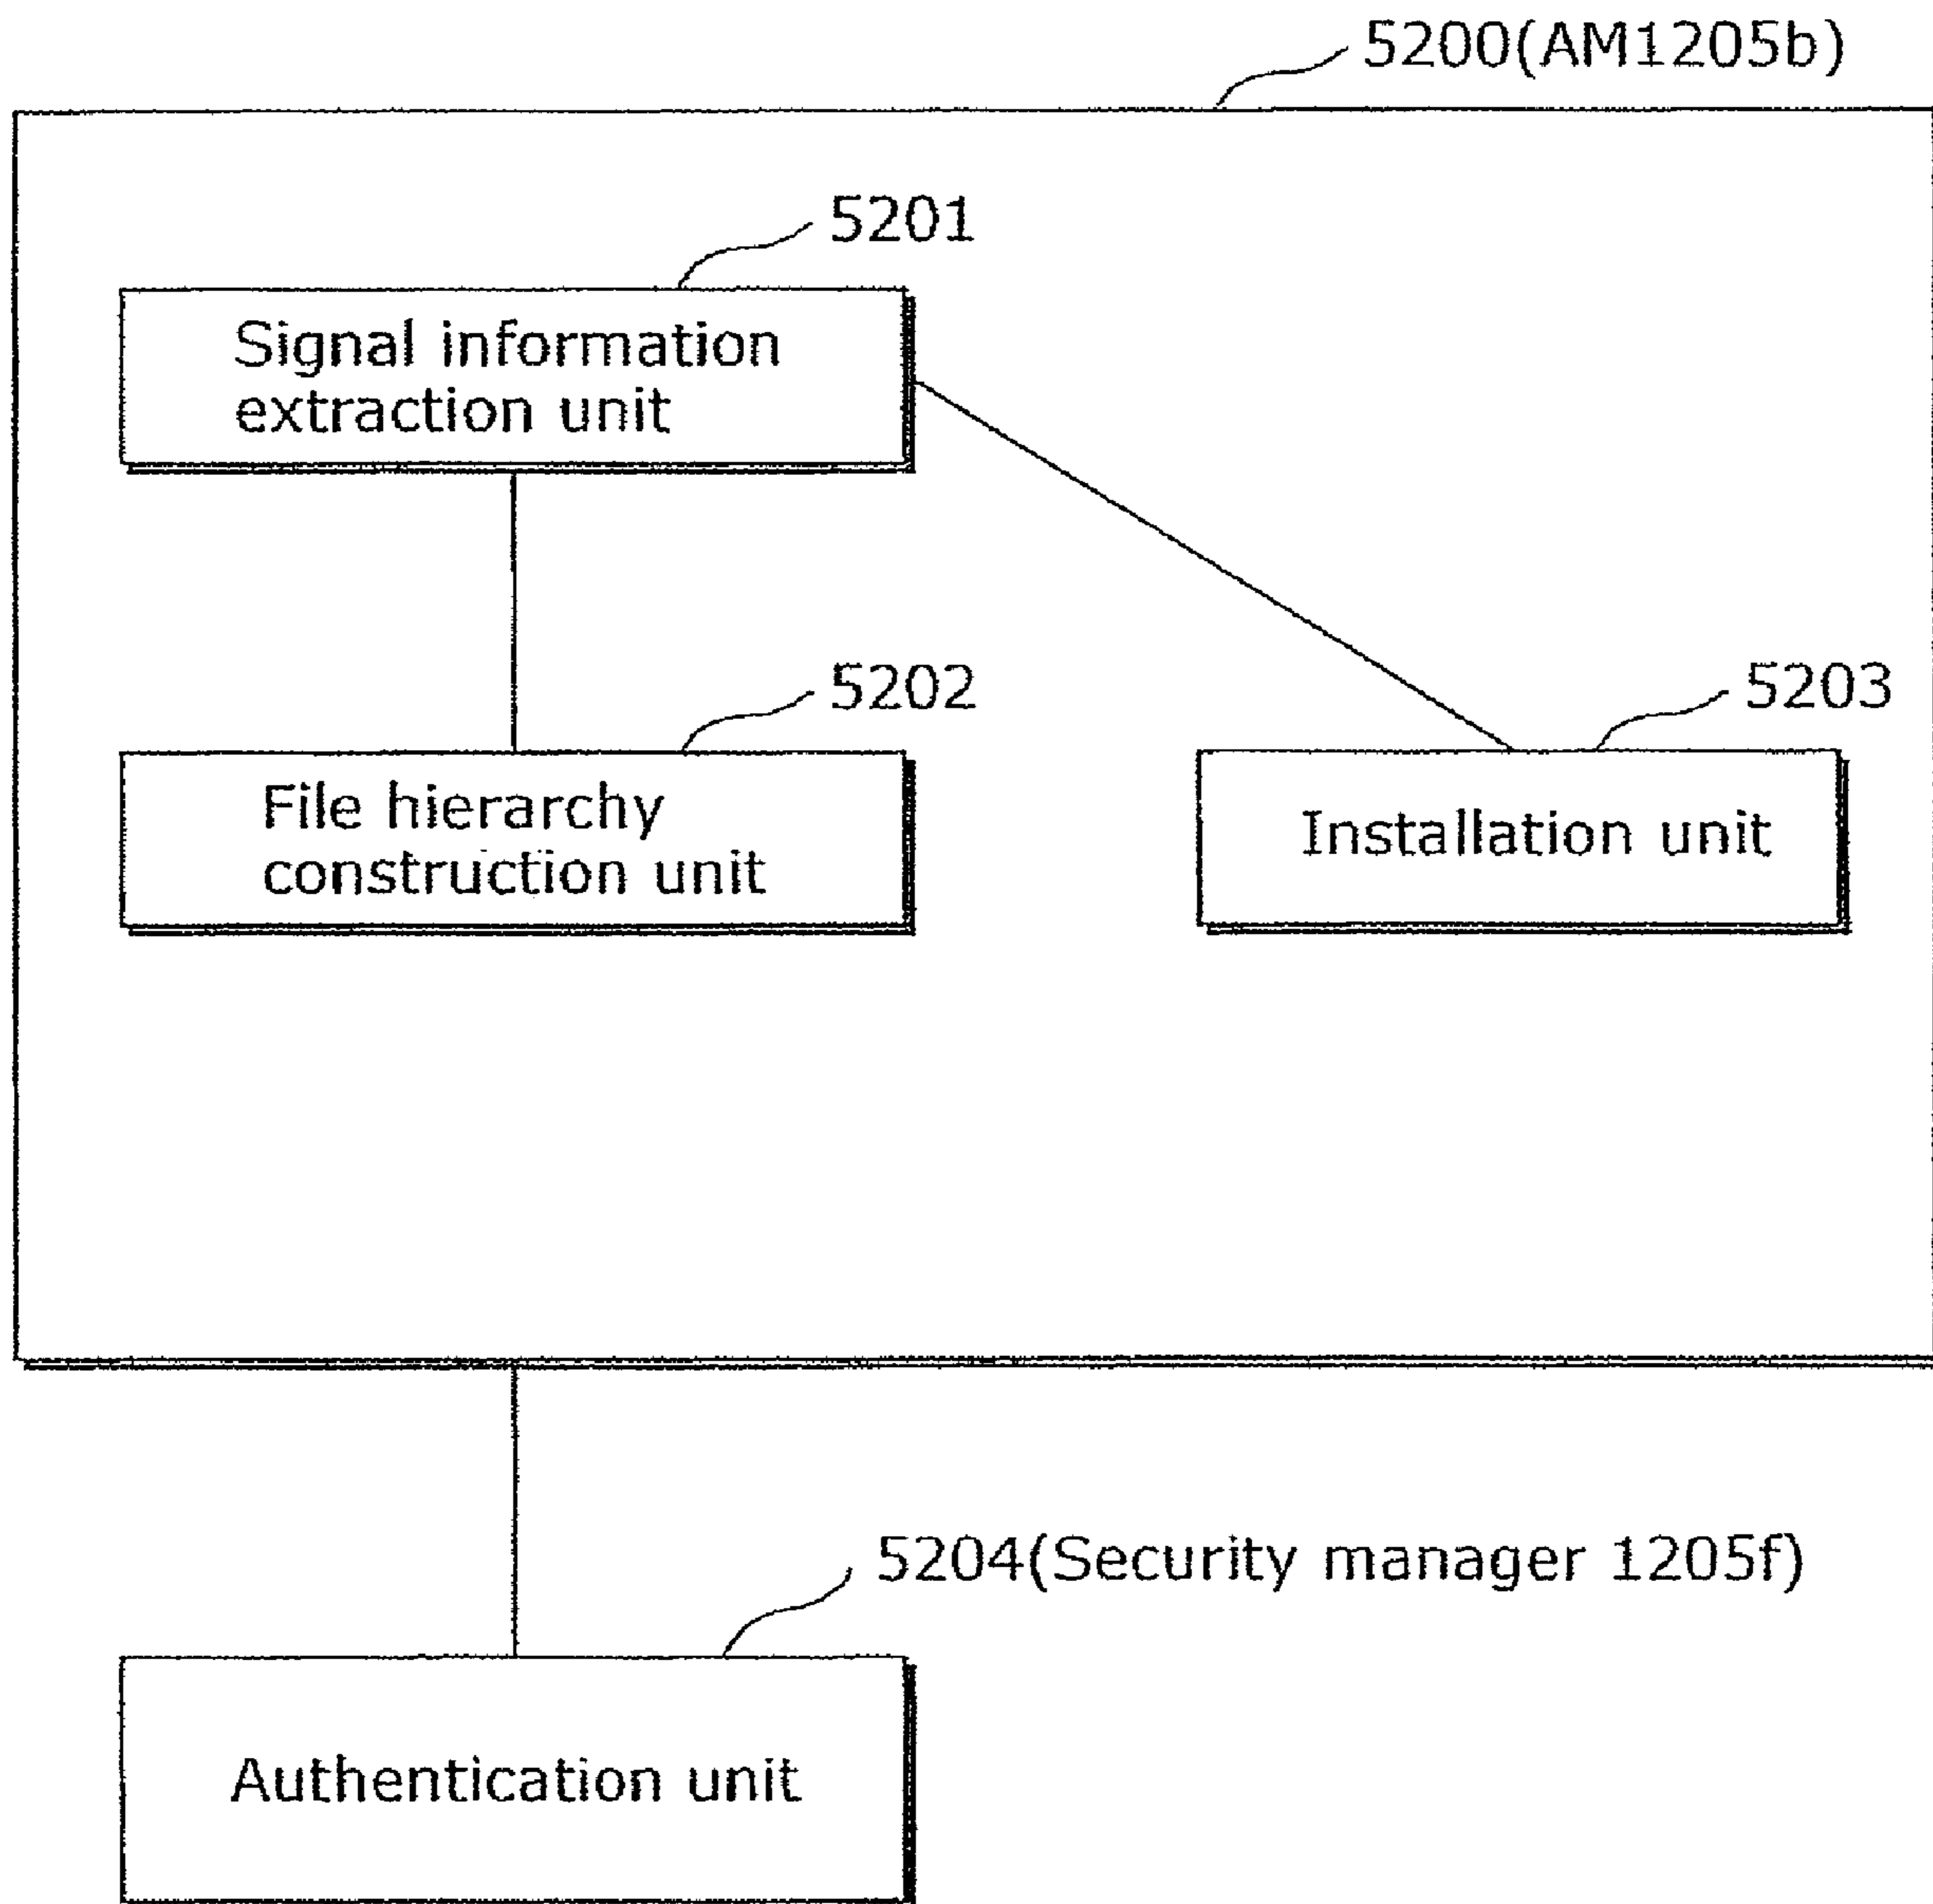 5200(AM1205b)
5201
Signal information
extraction unit
5202
5203
File hierarchy
construction unit
Installation unit
5204(Security manager 1205f)
Authentication unit